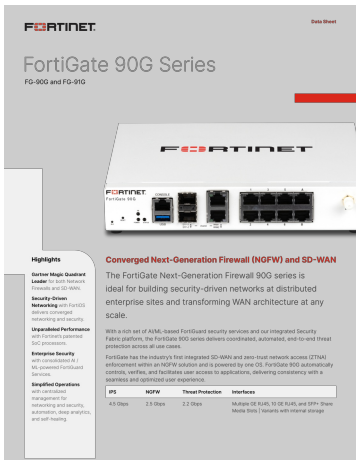 FORTINET
Data Sheet
FortiGate 90G Series
FG-90G and FG-91G
FORTINET
FORTINET
FortiGate 90G
CONSOLE
USB
Highlights
Gartner Magic Quadrant
Leader for both Network
Firewalls and SD-WAN.
Security-Driven
Networking with FortiOS
delivers converged
networking and security.
Unparalleled Performance
with Fortinet's patented
SoC processors.
Enterprise Security
with consolidated AI /
ML-powered FortiGuard
Services.
Simplified Operations
with centralized
management for
networking and security,
automation, deep analytics,
and self-healing.
Converged Next-Generation Firewall (NGFW) and SD-WAN
The FortiGate Next-Generation Firewall 90G series is
ideal for building security-driven networks at distributed
enterprise sites and transforming WAN architecture at any
scale.
With a rich set of AI/ML-based FortiGuard security services and our integrated Security
Fabric platform, the FortiGate 90G series delivers coordinated, automated, end-to-end threat
protection across all use cases.
FortiGate has the industry's first integrated SD-WAN and zero-trust network access (ZTNA)
enforcement within an NGFW solution and is powered by one OS. FortiGate 90G automatically
controls, verifies, and facilitates user access to applications, delivering consistency with a
seamless and optimized user experience.
IPS NGFW Threat Protection Interfaces
4.5 Gbps 2.5 Gbps 2.2 Gbps Multiple GE RJ45, 10 GE RJ45, and SFP+ Share
Media Slots | Variants with internal storage